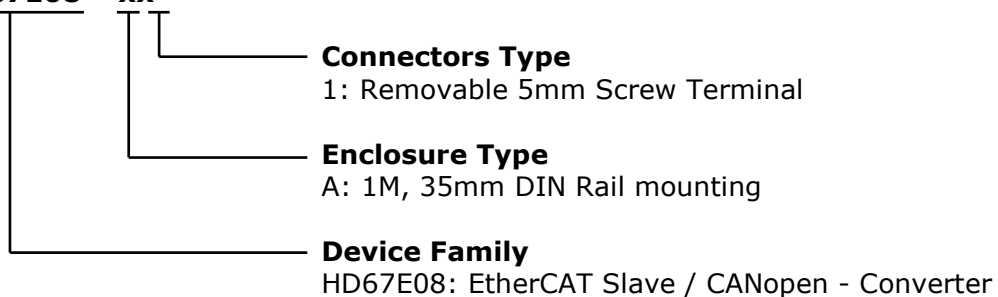 Connectors Type
1: Removable 5mm Screw Terminal
Enclosure Type
A: 1M, 35mm DIN Rail mounting
Device Family
HD67E08: EtherCAT Slave / CANopen - Converter